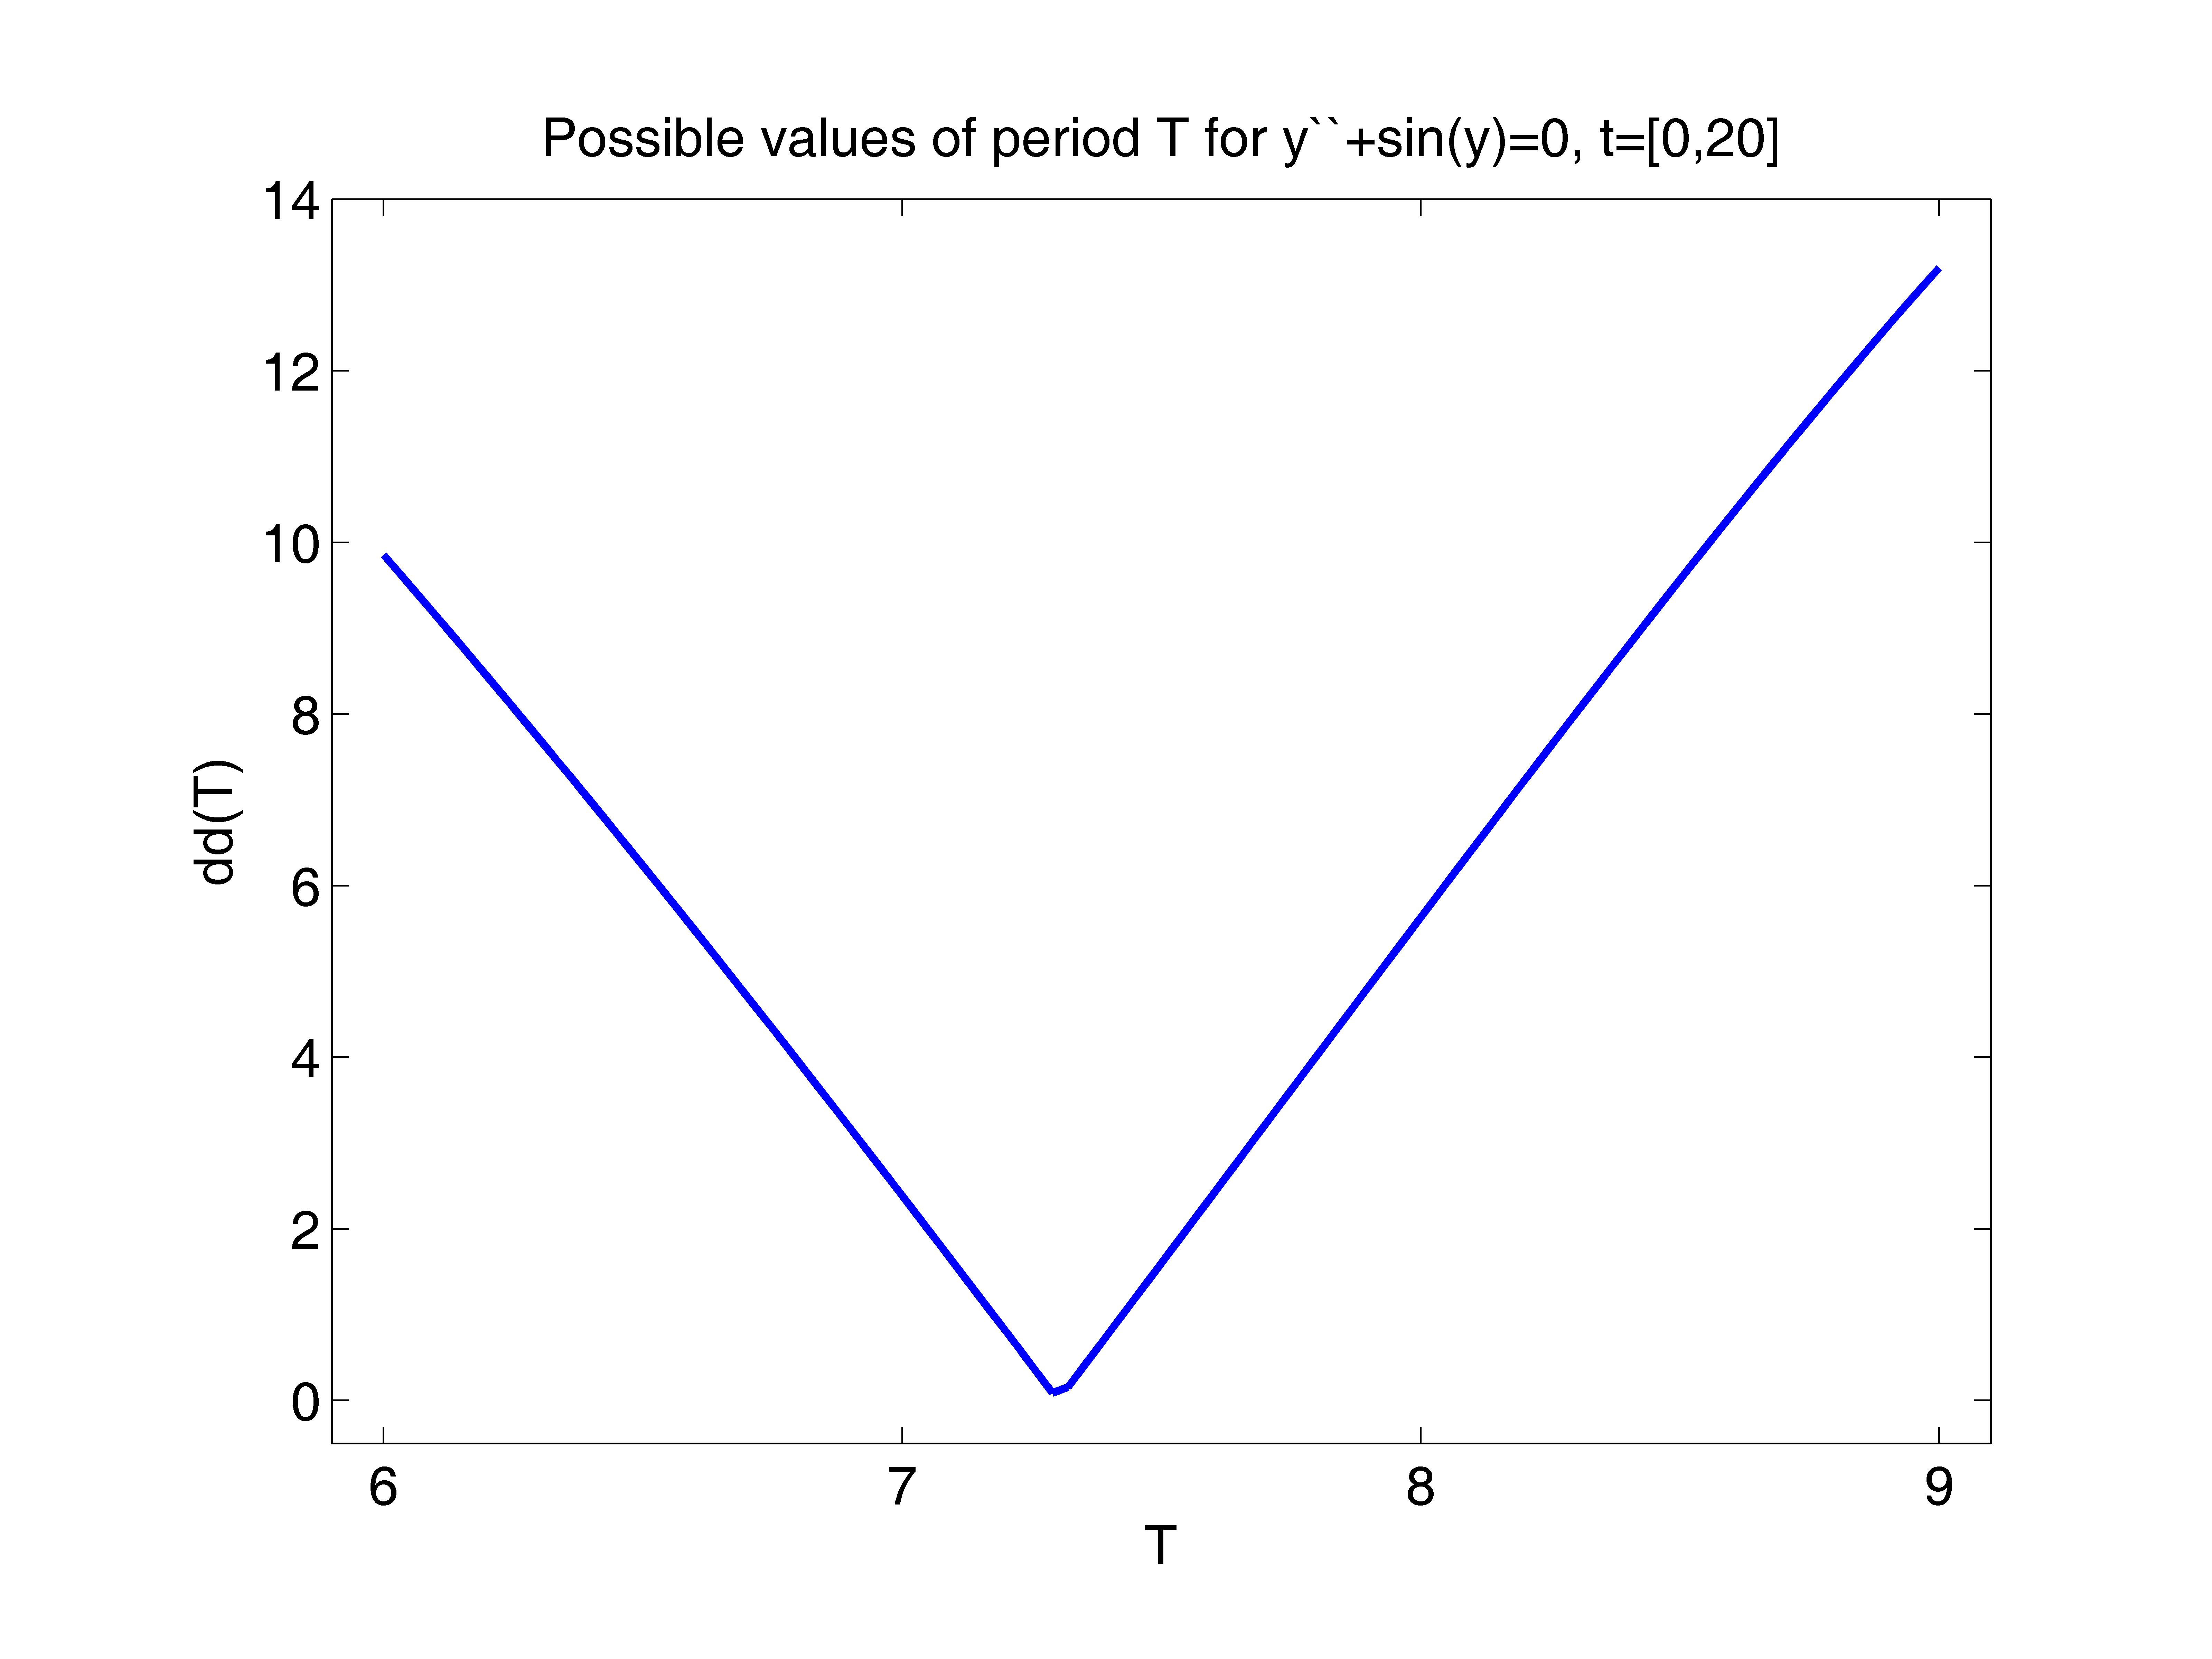 Possible values of period T for y``+sin(y)=0, t=[0,20]
14
12
10
8
6
4
2
0
dd(T)
6 7 8 9
T